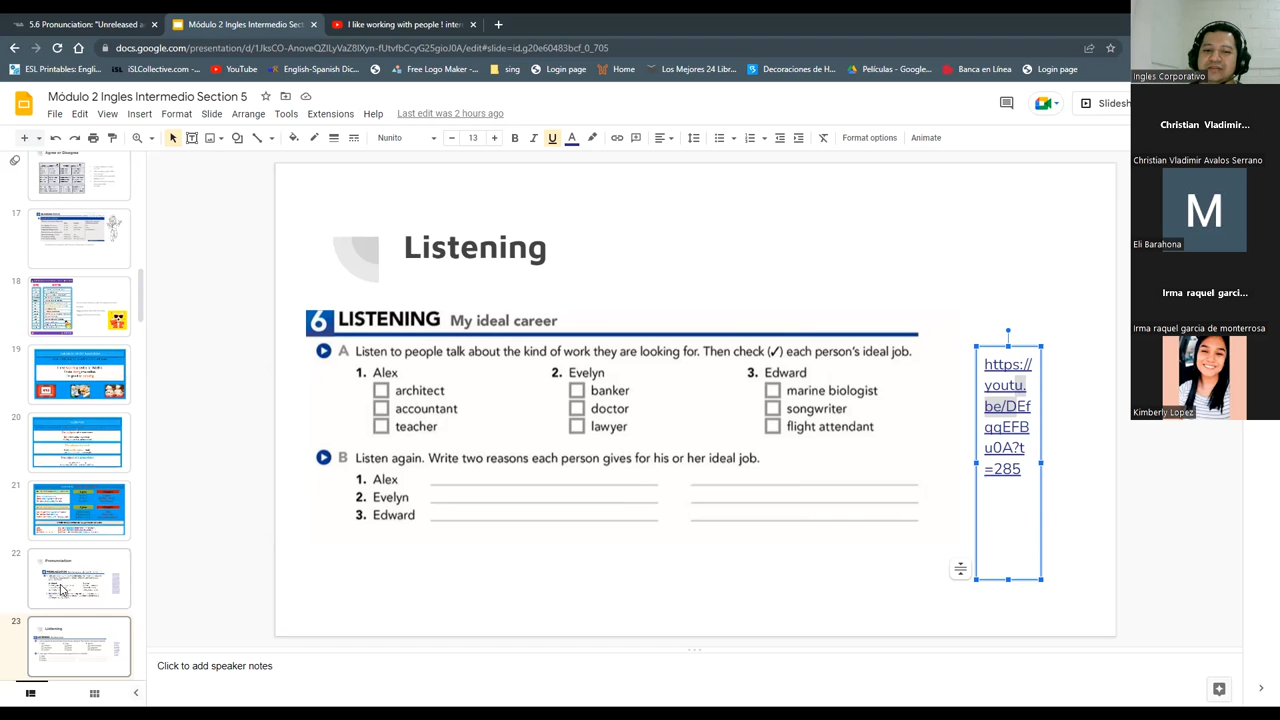 5.6 Pronunciation: "Unreleased a
Módulo 2 Ingles Intermedio Sect
I like working with people ! inter
docs.google.com/presentation/d/1JksCO-AnoveQZlLyVaZ8lXyn-fUtvfbCcyG25gioJ0A/edit#slide=id.g20e60483bcf_0_705
ESL Printables: Engli...
iSLCollective.com -...
YouTube
English-Spanish Dic...
Free Logo Maker -...
Login page
Home
Los Mejores 24 Libr...
Devociones de H...
Películas - Google...
Banca en Línea
Login page
Módulo 2 Ingles Intermedio Section 5
File Edit View Insert Format Slide Arrange Tools Extensions Help Last edit was 2 hours ago
Slidesh
Nunito
13
Format options
Animate
Agree or Disagree
17
18
19
20
21
22
Pronunciation
23
Listening
Listening
6 LISTENING My ideal career
A Listen to people talk about the kind of work they are looking for. Then check (✓) each person's ideal job.
1. Alex 2. Evelyn 3. Edward
architect banker marine biologist
accountant doctor songwriter
teacher lawyer flight attendant
B Listen again. Write two reasons each person gives for his or her ideal job.
1. Alex
2. Evelyn
3. Edward
https://
youtu.
be/DEf
qqEFB
u0A?t
=285
Click to add speaker notes
Ingles Corporativo
Christian Vladimir...
Christian Vladimir Avalos Serrano
M
Eli Barahona
Irma raquel garci...
Irma raquel garcia de monterrosa
Kimberly Lopez